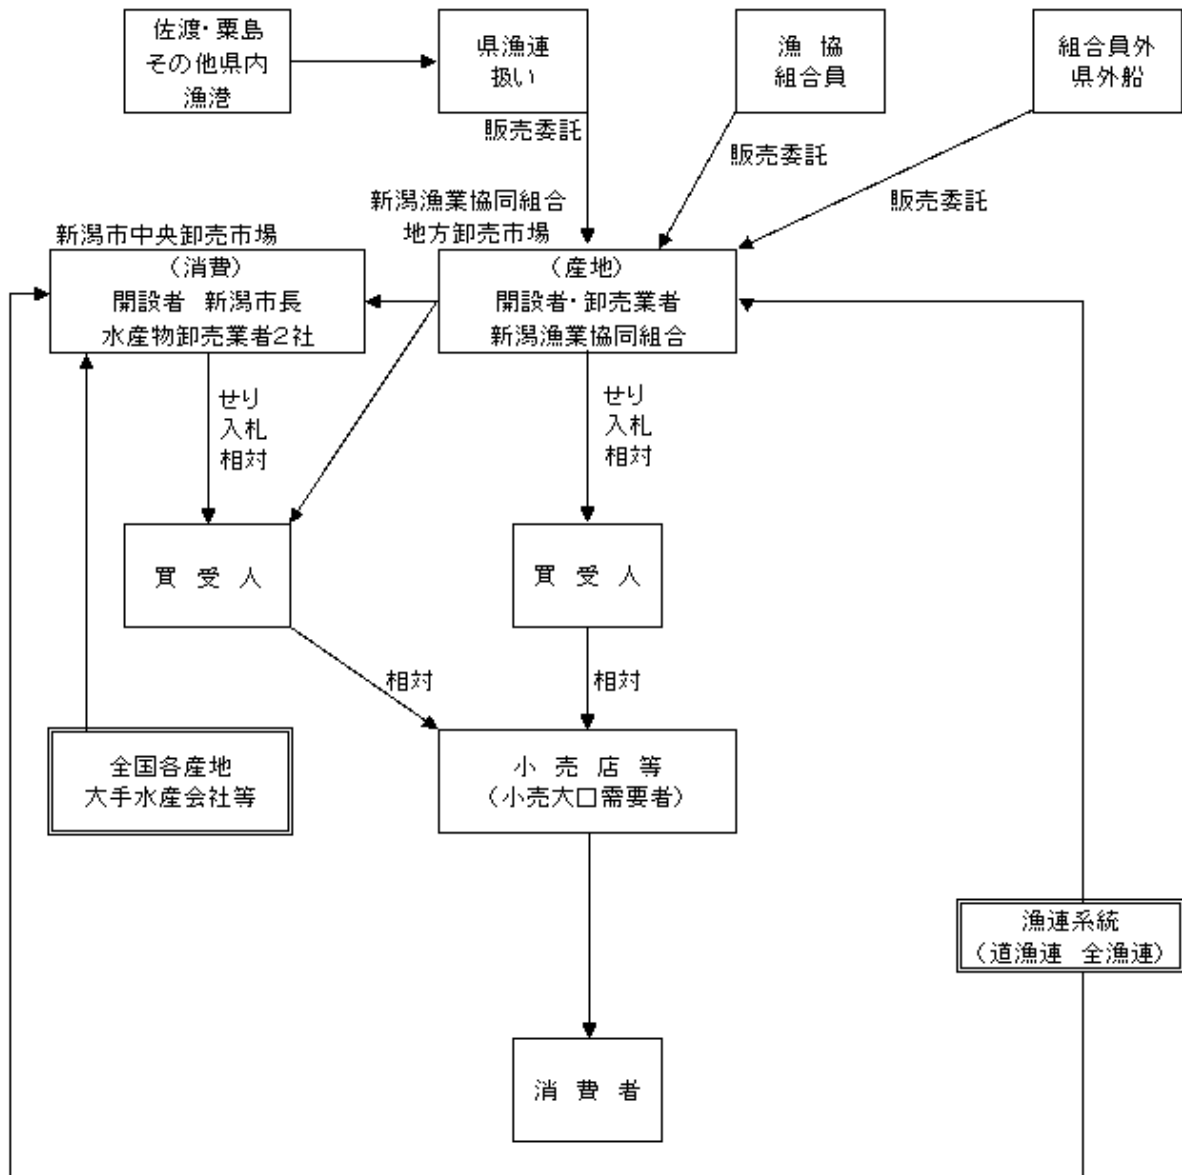 佐渡・粟島
その他県内
漁港
県漁連
扱い
漁 協
組合員
組合員外
県外船
販売委託
販売委託
販売委託
新潟漁業協同組合
地方卸売市場
新潟市中央卸売市場
（消費）
開設者 新潟市長
水産物卸売業者2社
（産地）
開設者・卸売業者
新潟漁業協同組合
せり
入札
相対
せり
入札
相対
買 受 人
買 受 人
相対
相対
全国各産地
大手水産会社等
小 売 店 等
（小売大口需要者）
漁連系統
（道漁連 全漁連）
消 費 者